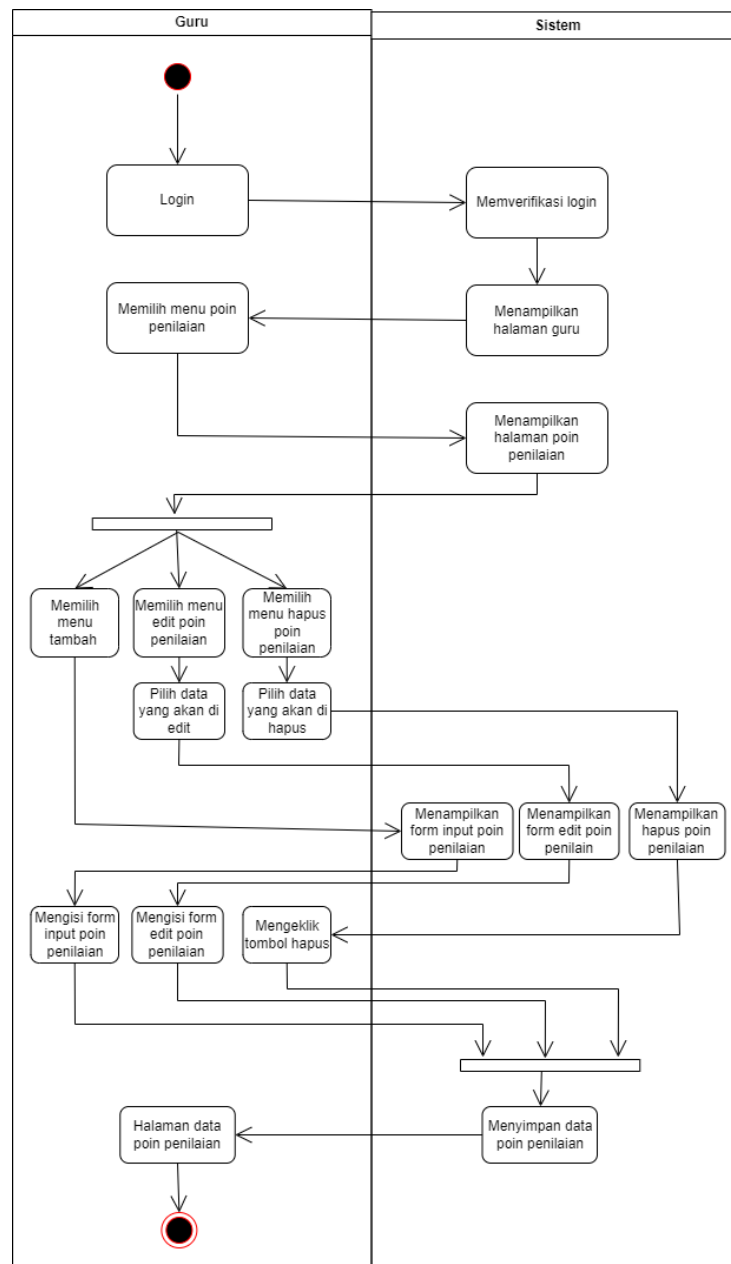 Guru
Sistem
Login
Memverifikasi login
Memilih menu poin
penilaian
Menampilkan
halaman guru
Menampilkan
halaman poin
penilaian
Memilih
menu
tambah
Memilih menu
edit poin
penilaian
Memilih
menu hapus
poin
penilaian
Pilih data
yang akan di
edit
Pilih data
yang akan di
hapus
Menampilkan
form input poin
penilaian
Menampilkan
form edit poin
penilain
Menampilkan
hapus poin
penilaian
Mengisi form
input poin
penilaian
Mengisi form
edit poin
penilaian
Mengeklik
tombol hapus
Halaman data
poin penilaian
Menyimpan data
poin penilaian